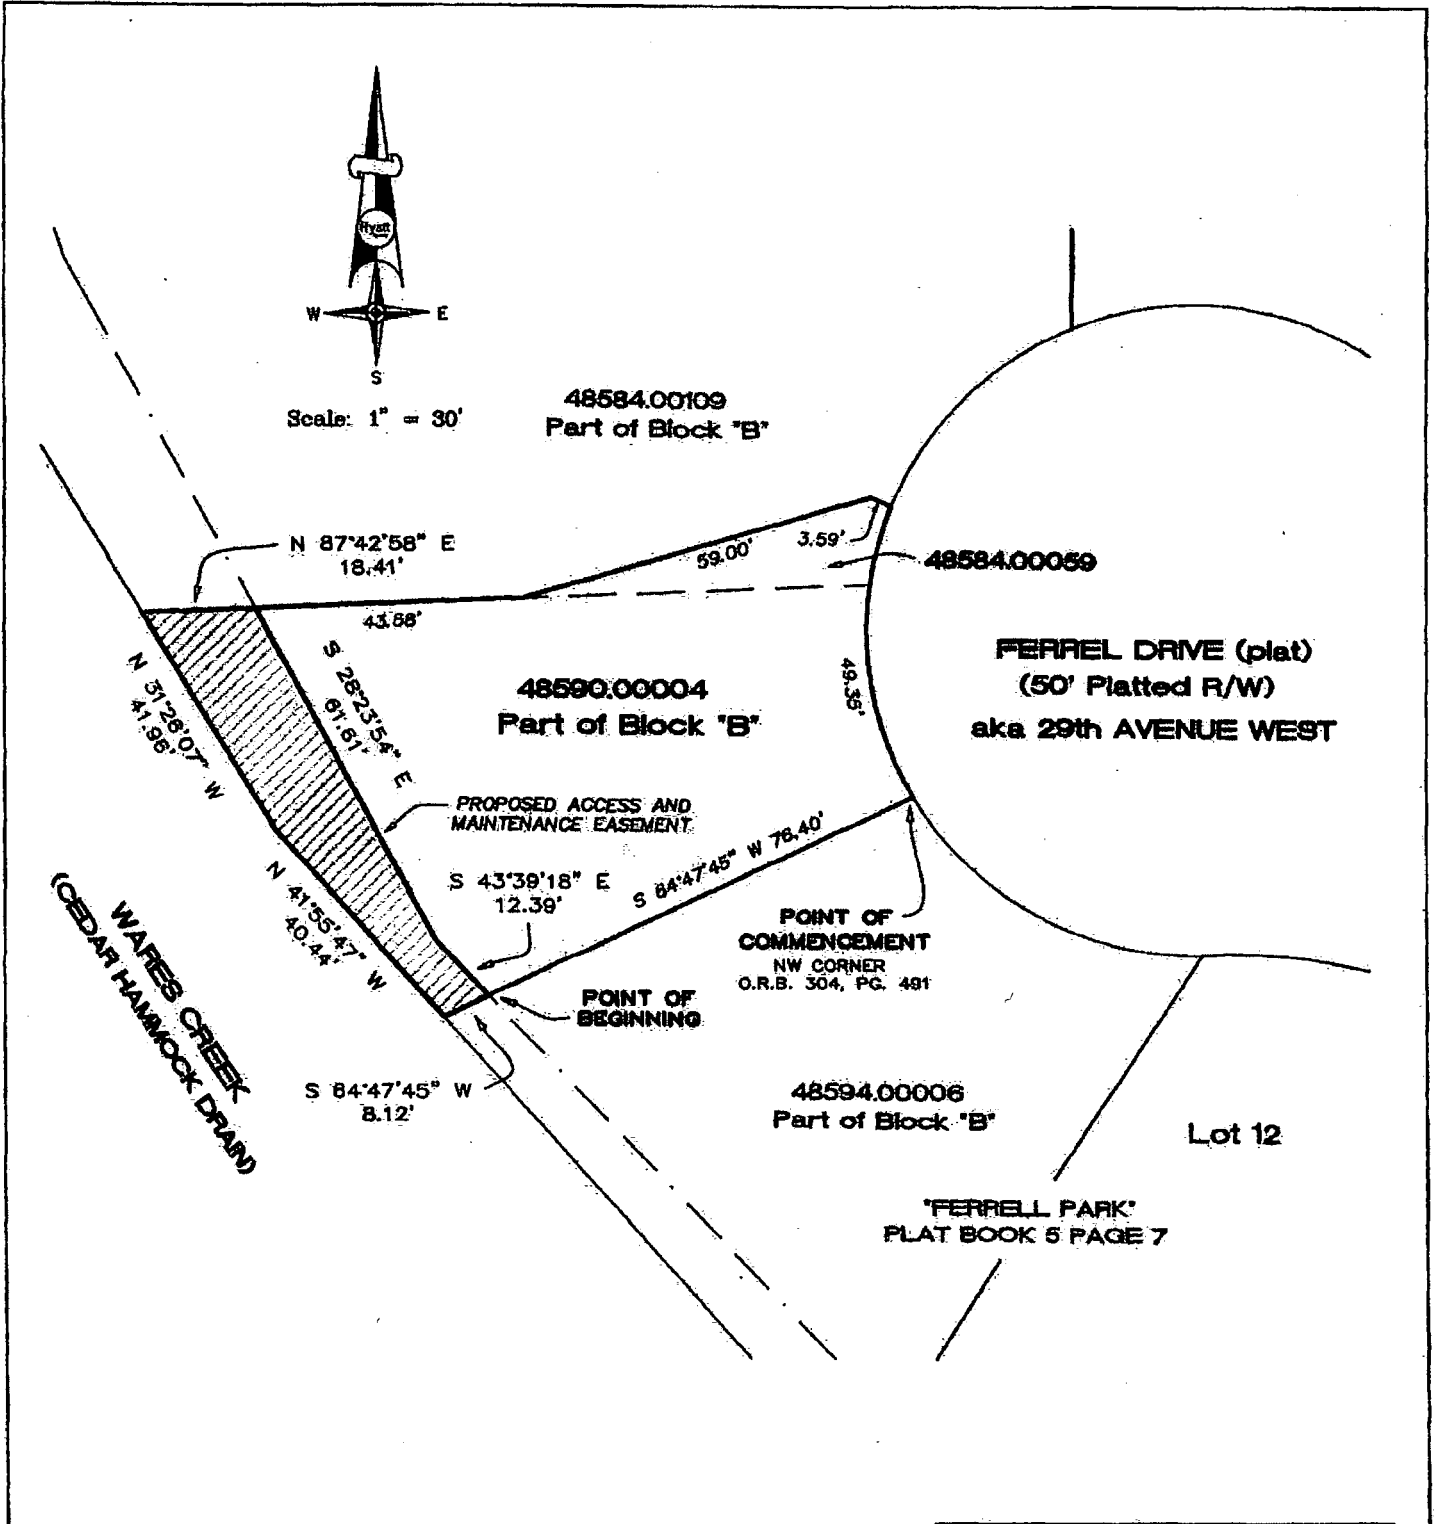 Hyatt
W E
S
Scale: 1" = 30'
48584.00109
Part of Block "B"
N 87°42'58" E
18.41'
59.00'
3.59'
48584.00059
43.88'
S 28°23'54" E
61.61'
N 31°26'07" W
41.96'
48590.00004
Part of Block "B"
49.35'
FERREL DRIVE (plat)
(50' Platted R/W)
aka 29th AVENUE WEST
PROPOSED ACCESS AND
MAINTENANCE EASEMENT
S 64°47'45" W 76.40'
S 43°39'18" E
12.39'
N 41°55'47" W
40.44'
POINT OF
COMMENCEMENT
NW CORNER
O.R.B. 304, PG. 491
POINT OF
BEGINNING
WARES CREEK
(CEDAR HAMMOCK DRAIN)
S 64°47'45" W
8.12'
48594.00006
Part of Block "B"
Lot 12
"FERRELL PARK"
PLAT BOOK 5 PAGE 7